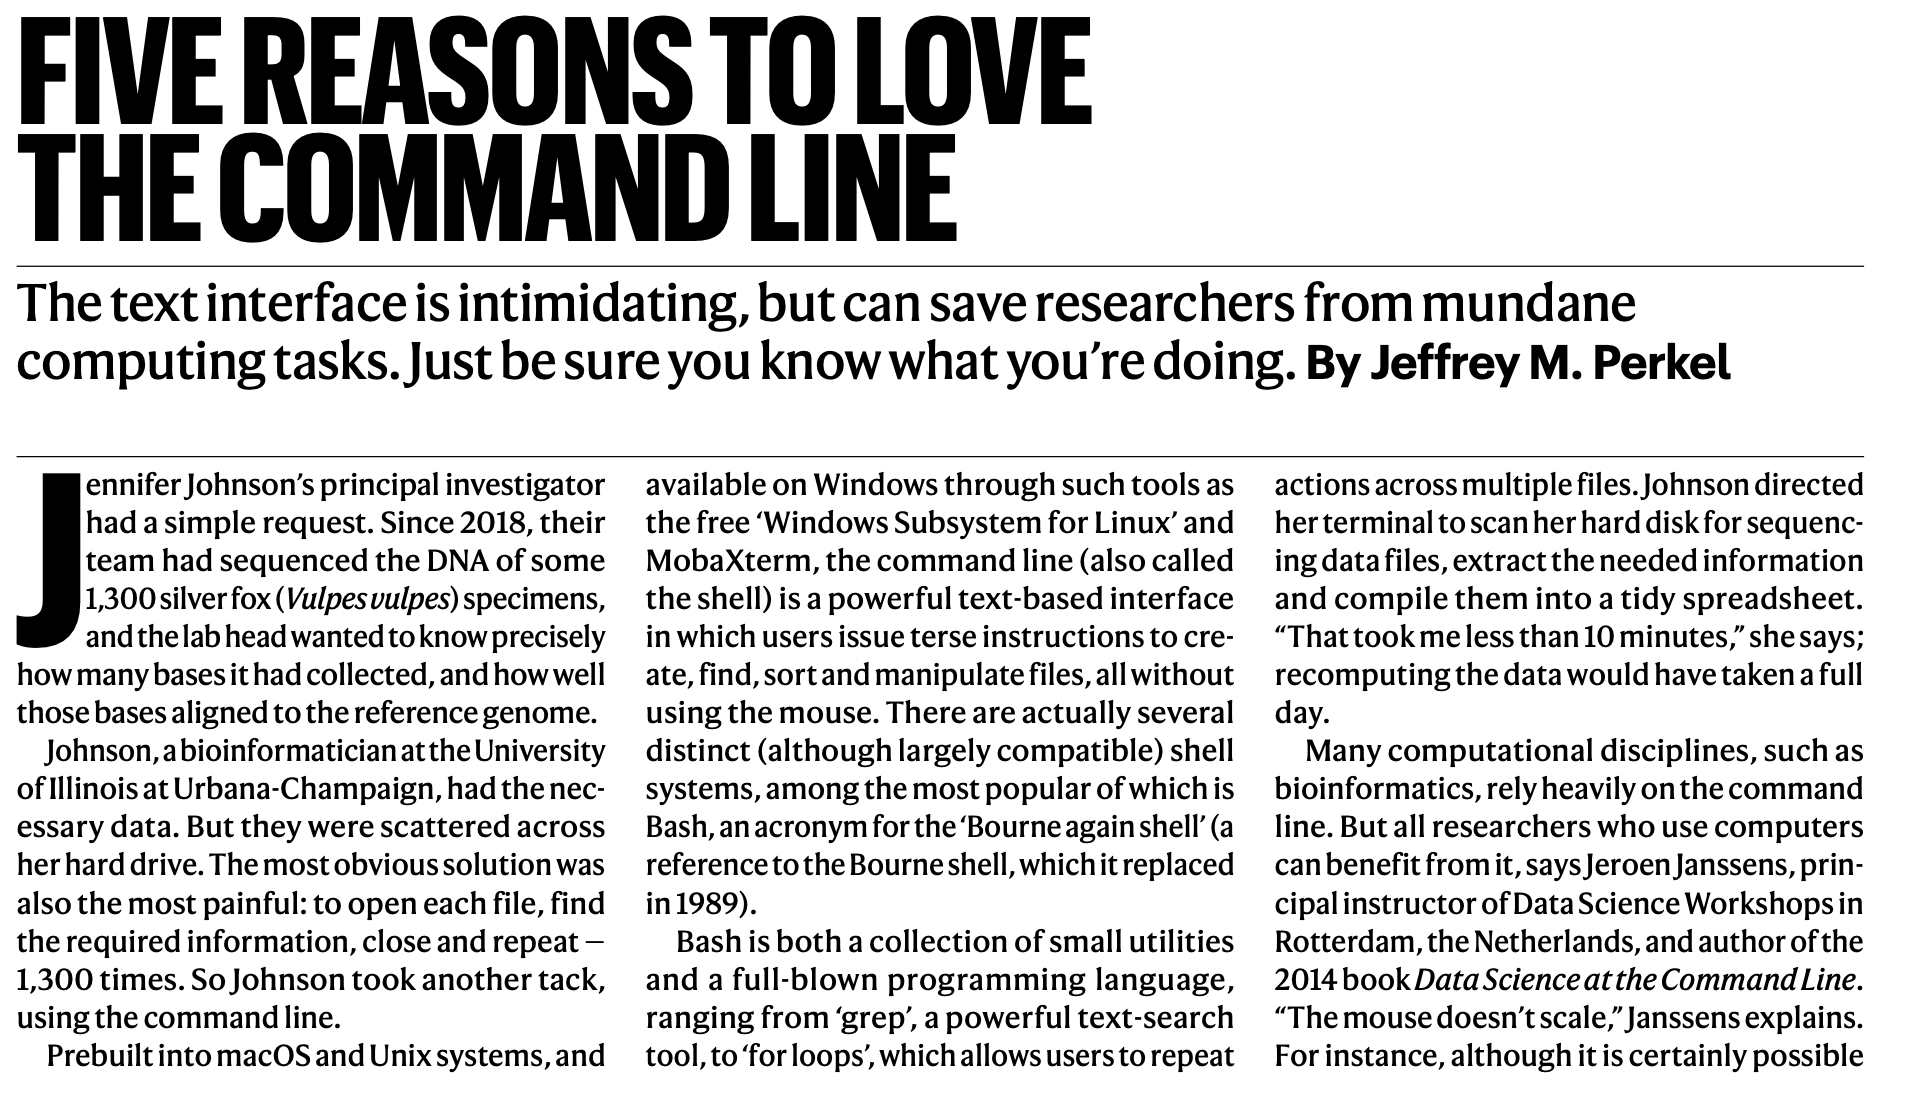 FIVE REASONS TO LOVE
THE COMMAND LINE
The text interface is intimidating, but can save researchers from mundane
computing tasks. Just be sure you know what you’re doing. By Jeffrey M. Perkel
Jennifer Johnson’s principal investigator
had a simple request. Since 2018, their
team had sequenced the DNA of some
1,300 silver fox (Vulpes vulpes) specimens,
and the lab head wanted to know precisely
how many bases it had collected, and how well
those bases aligned to the reference genome.
Johnson, a bioinformatician at the University
of Illinois at Urbana-Champaign, had the nec-
essary data. But they were scattered across
her hard drive. The most obvious solution was
also the most painful: to open each file, find
the required information, close and repeat —
1,300 times. So Johnson took another tack,
using the command line.
Prebuilt into macOS and Unix systems, and
available on Windows through such tools as
the free ‘Windows Subsystem for Linux’ and
MobaXterm, the command line (also called
the shell) is a powerful text-based interface
in which users issue terse instructions to cre-
ate, find, sort and manipulate files, all without
using the mouse. There are actually several
distinct (although largely compatible) shell
systems, among the most popular of which is
Bash, an acronym for the ‘Bourne again shell’ (a
reference to the Bourne shell, which it replaced
in 1989).
Bash is both a collection of small utilities
and a full-blown programming language,
ranging from ‘grep’, a powerful text-search
tool, to ‘for loops’, which allows users to repeat
actions across multiple files. Johnson directed
her terminal to scan her hard disk for sequenc-
ing data files, extract the needed information
and compile them into a tidy spreadsheet.
“That took me less than 10 minutes,” she says;
recomputing the data would have taken a full
day.
Many computational disciplines, such as
bioinformatics, rely heavily on the command
line. But all researchers who use computers
can benefit from it, says Jeroen Janssens, prin-
cipal instructor of Data Science Workshops in
Rotterdam, the Netherlands, and author of the
2014 book Data Science at the Command Line.
“The mouse doesn’t scale,” Janssens explains.
For instance, although it is certainly possible